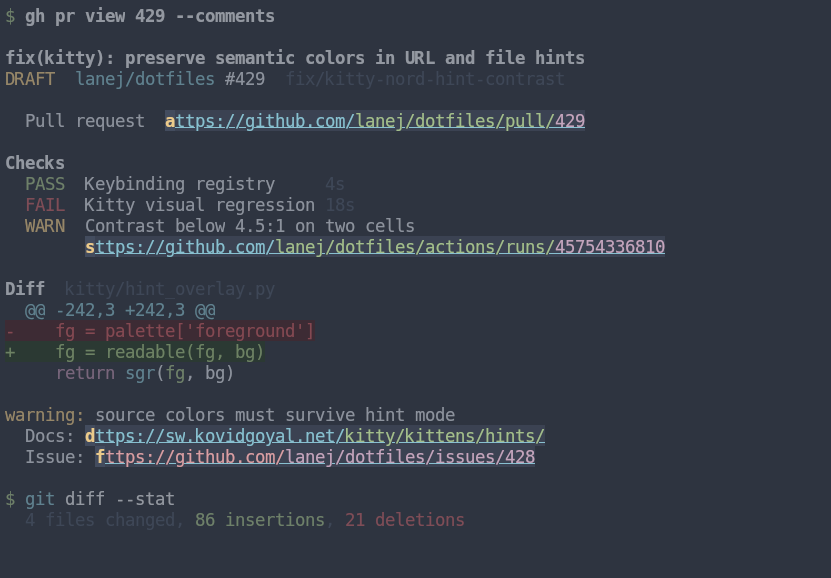 $ gh pr view 429 --comments
fix(kitty): preserve semantic colors in URL and file hints
DRAFT lanej/dotfiles #429 fix/kitty-nord-hint-contrast
Pull request attps://github.com/lanej/dotfiles/pull/429
Checks
PASS Keybinding registry 4s
FAIL Kitty visual regression 18s
WARN Contrast below 4.5:1 on two cells
sttps://github.com/lanej/dotfiles/actions/runs/45754336810
Diff kitty/hint_overlay.py
@@ -242,3 +242,3 @@
-    fg = palette['foreground']
+    fg = readable(fg, bg)
return sgr(fg, bg)
warning: source colors must survive hint mode
Docs: dttps://sw.kovidgoyal.net/kitty/kittens/hints/
Issue: fttps://github.com/lanej/dotfiles/issues/428
$ git diff --stat
4 files changed, 86 insertions, 21 deletions